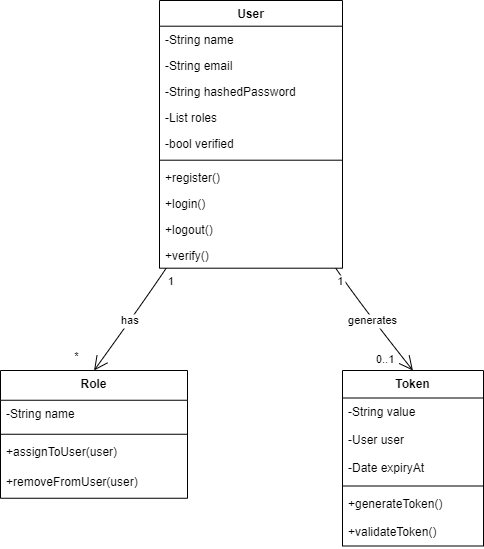 User
-String name
-String email
-String hashedPassword
-List roles
-bool verified
+register()
+login()
+logout()
+verify()
1
1
has
generates
*
0..1
Role
-String name
+assignToUser(user)
+removeFromUser(user)
Token
-String value
-User user
-Date expiryAt
+generateToken()
+validateToken()